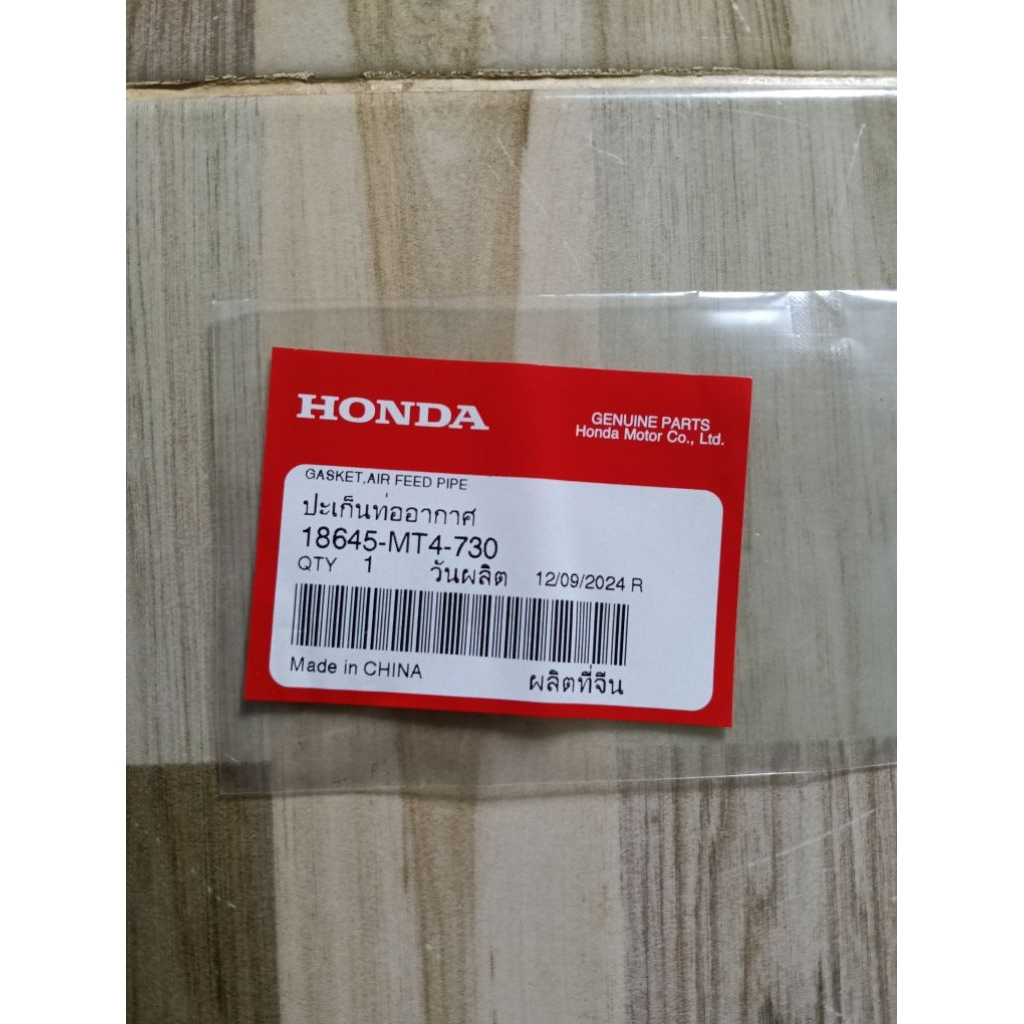 HONDA
GENUINE PARTS
Honda Motor Co., Ltd.
GASKET,AIR FEED PIPE
ปะเก็นท่ออากาศ
18645-MT4-730
QTY 1 วันผลิต 12/09/2024 R
Made in CHINA ผลิตที่จีน